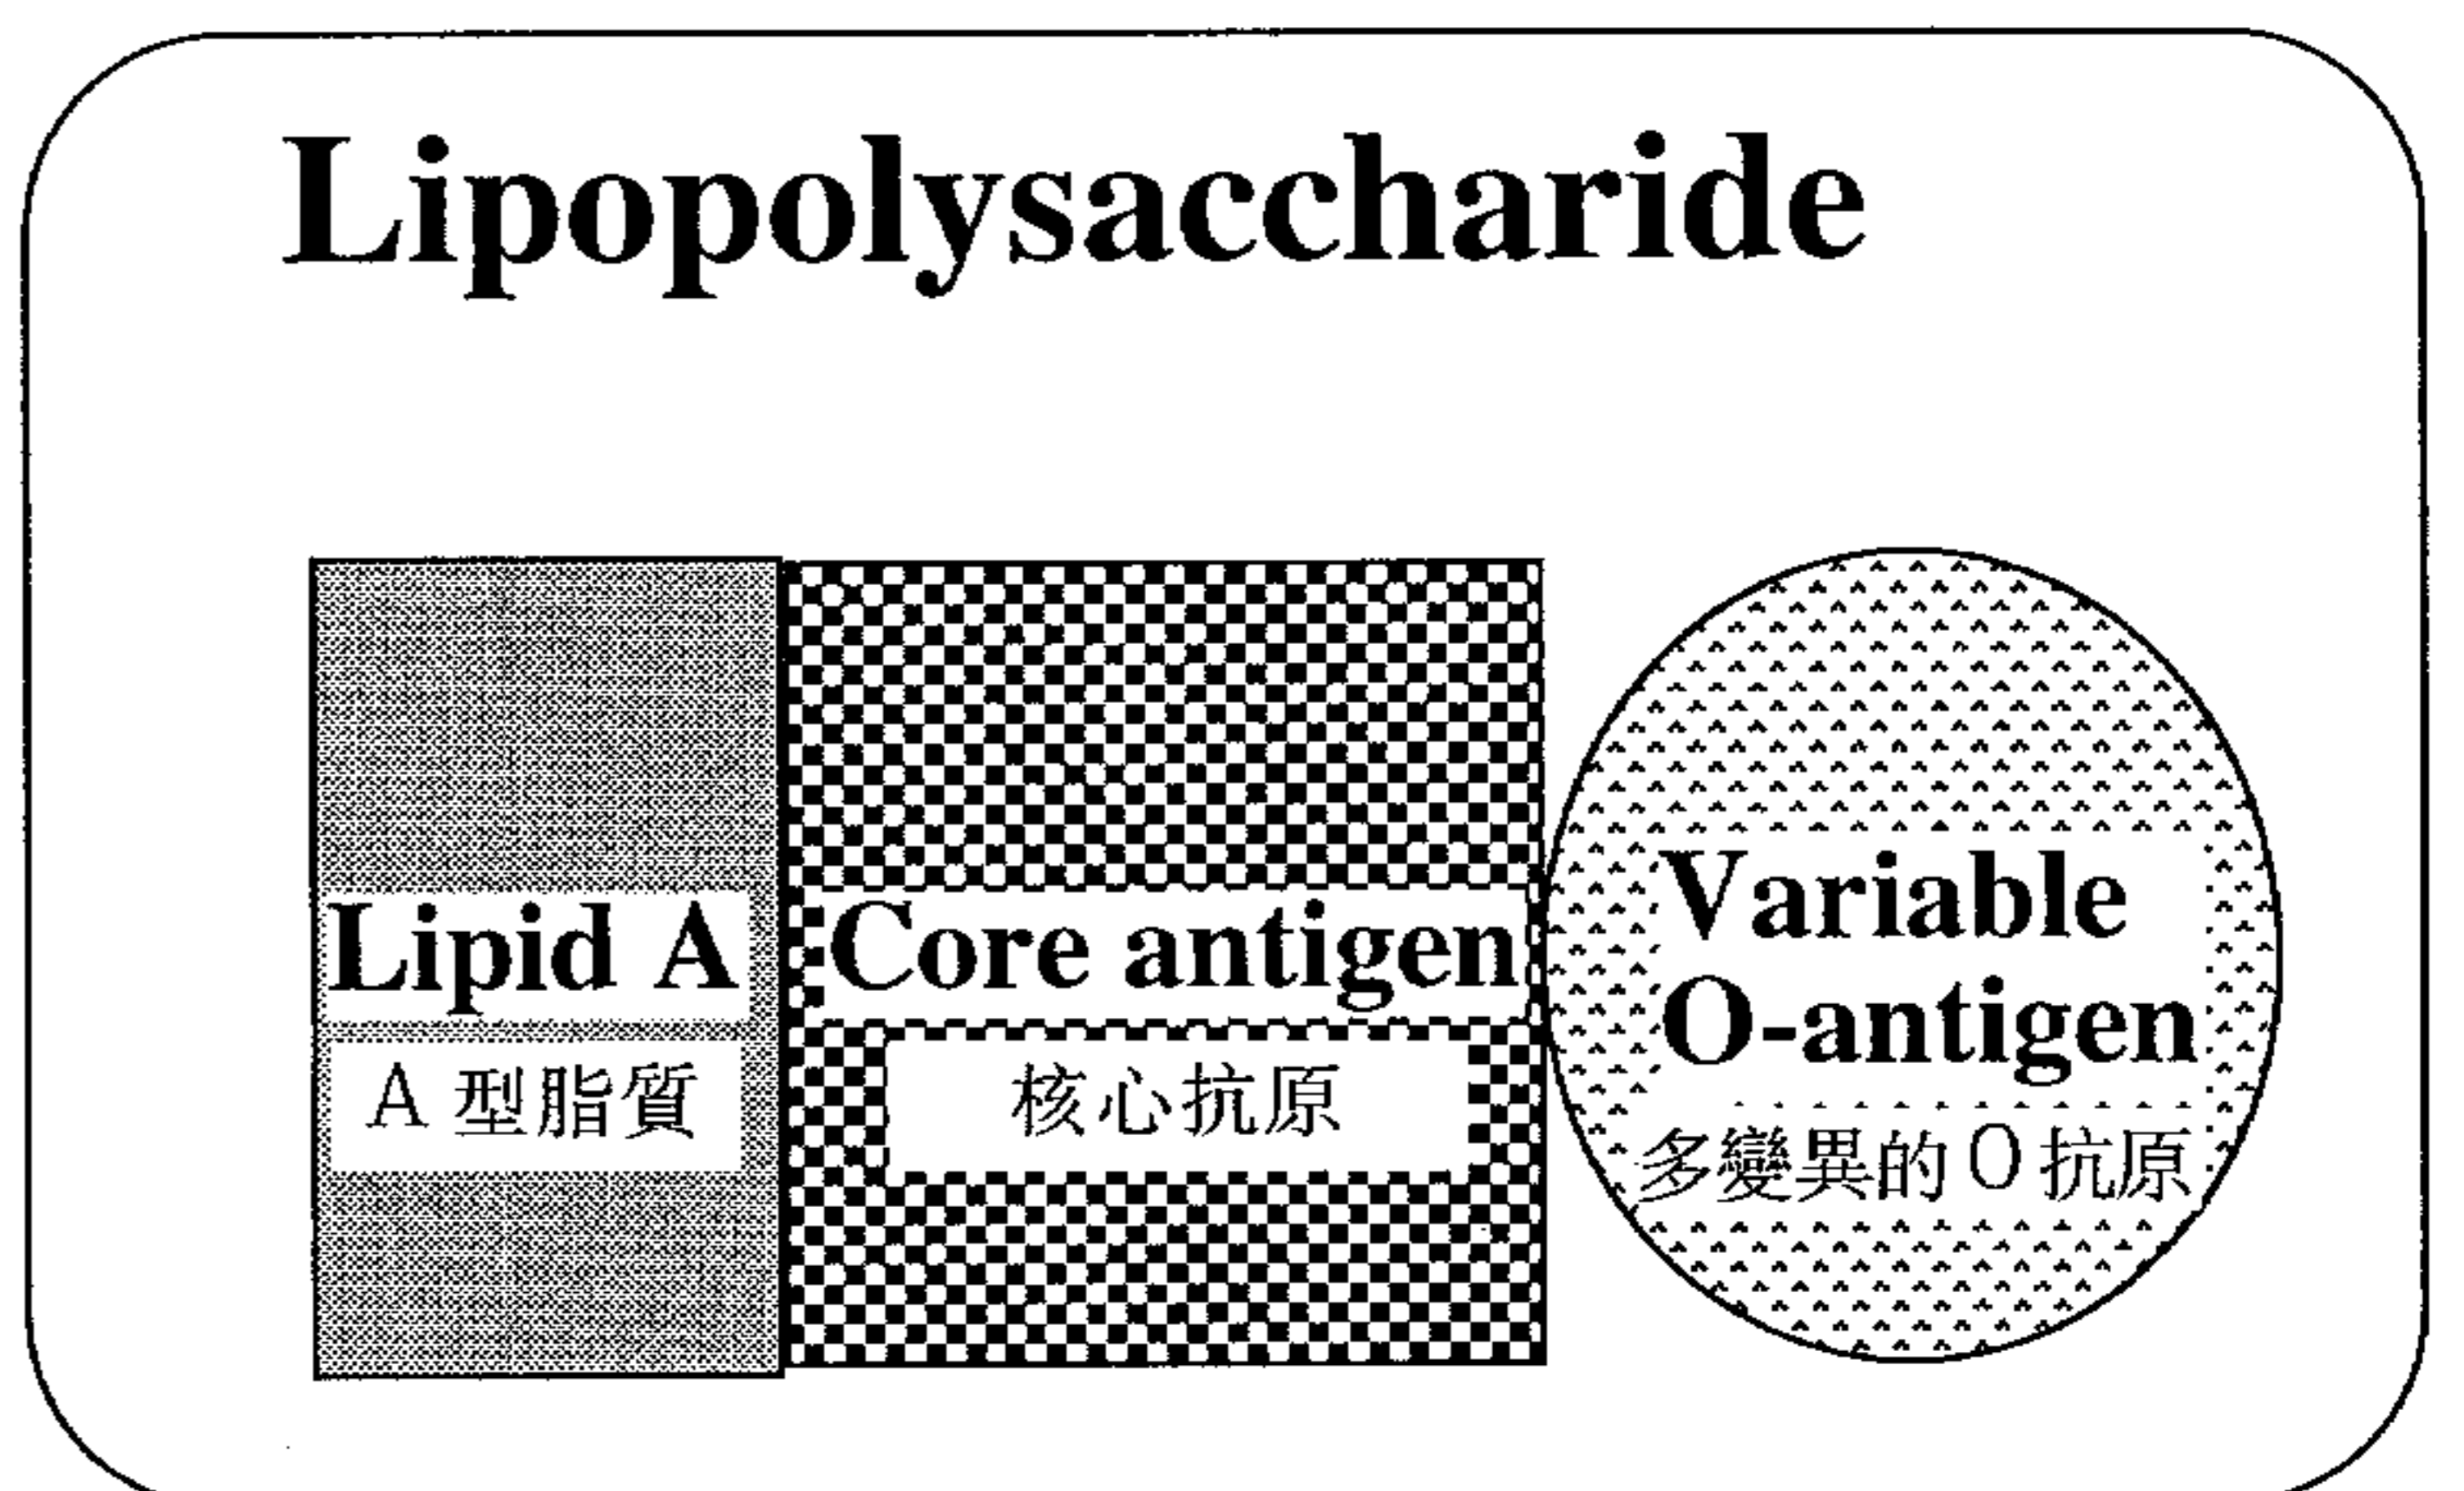 Lipopolysaccharide
Lipid A
A 型脂質
Core antigen
核心抗原
Variable
O-antigen
多變異的 O 抗原